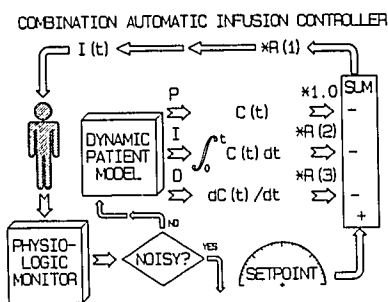 COMBINATION AUTOMATIC INFUSION CONTROLLER
I(t)
*R(1)
P
C(t)
*1.0
SUM
-
DYNAMIC
PATIENT
MODEL
I
∫₀ᵗ C(t)dt
*R(2)
-
D
dC(t)/dt
*R(3)
-
+
NO
PHYSIO-
LOGIC
MONITOR
NOISY?
YES
SETPOINT